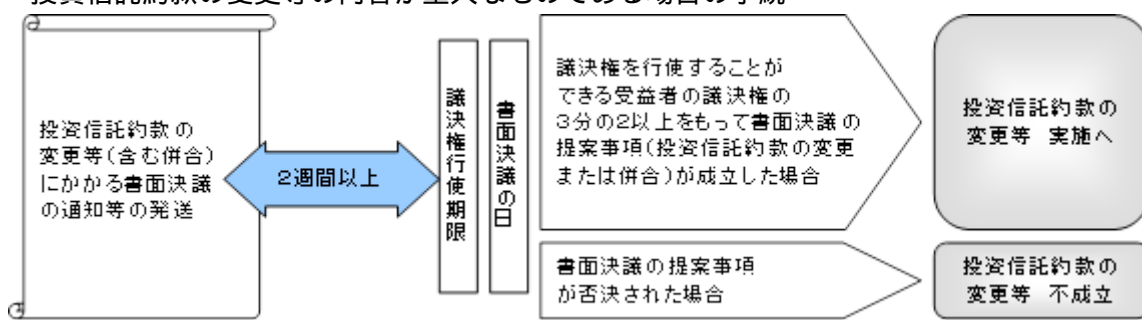 投資信託約款の変更等の内容が重大なものである場合の手続
投資信託約款の
変更等(含む併合)
にかかる書面決議
の通知等の発送
2週間以上
議決権行使期限
書面決議の日
議決権を行使することが
できる受益者の議決権の
3分の2以上をもって書面決議の
提案事項(投資信託約款の変更
または併合)が成立した場合
投資信託約款の
変更等 実施へ
書面決議の提案事項
が否決された場合
投資信託約款の
変更等 不成立